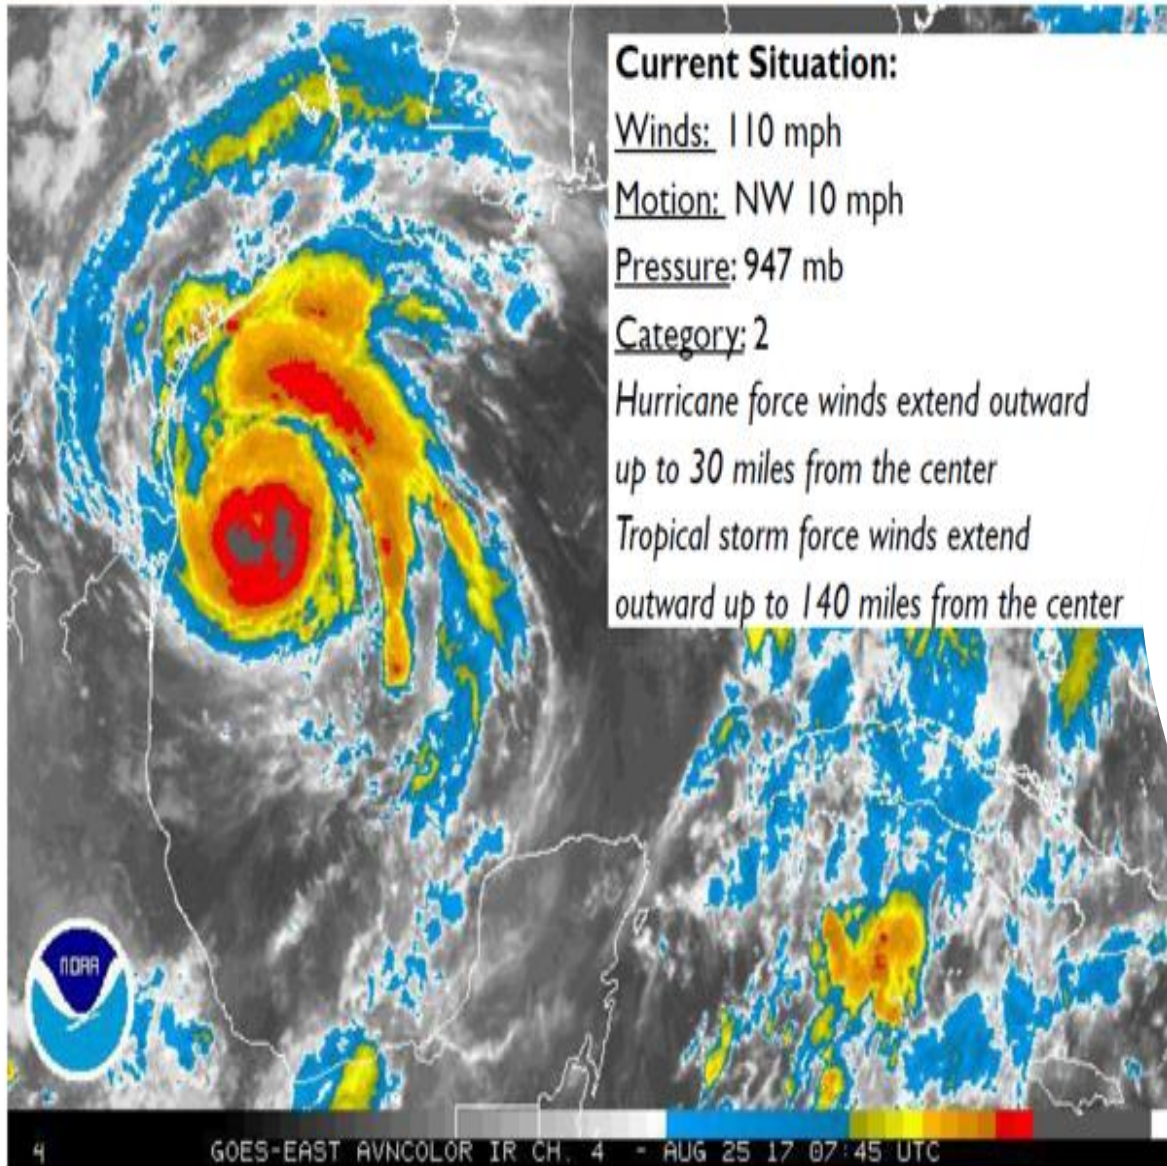 Current Situation:
Winds: 110 mph
Motion: NW 10 mph
Pressure: 947 mb
Category: 2
Hurricane force winds extend outward
up to 30 miles from the center
Tropical storm force winds extend
outward up to 140 miles from the center
NOAA
4 GOES-EAST AVNCOLOR IR CH. 4 - AUG 25 17 07:45 UTC